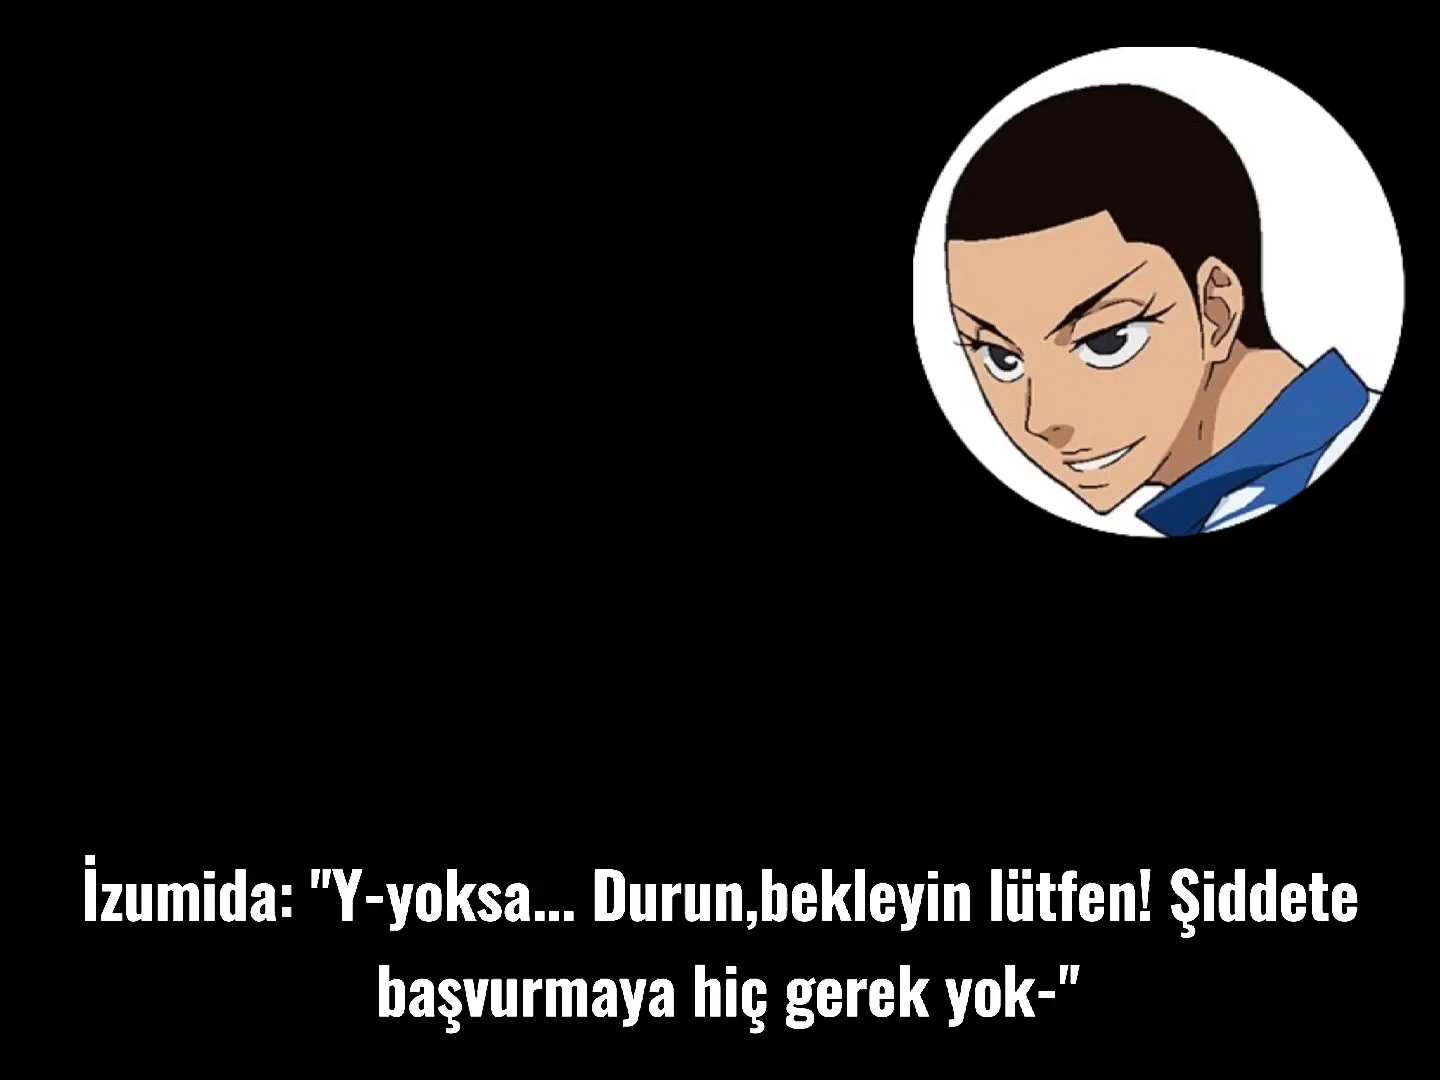 İzumida: "Y-yoksa... Durun,bekleyin lütfen! Şiddete
başvurmaya hiç gerek yok-"